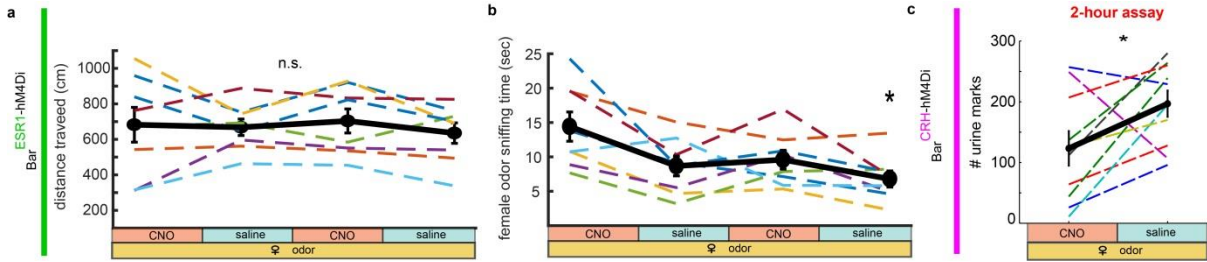 a
ESR1-hM4Di
Bar
distance traveed (cm)
1000
800
600
400
200
n.s.
CNO saline CNO saline
♀ odor
b
female odor sniffing time (sec)
25
20
15
10
5
*
CNO saline CNO saline
♀ odor
c
CRH-hM4Di
Bar
2-hour assay
*
# urine marks
300
200
100
0
CNO saline
♀ odor